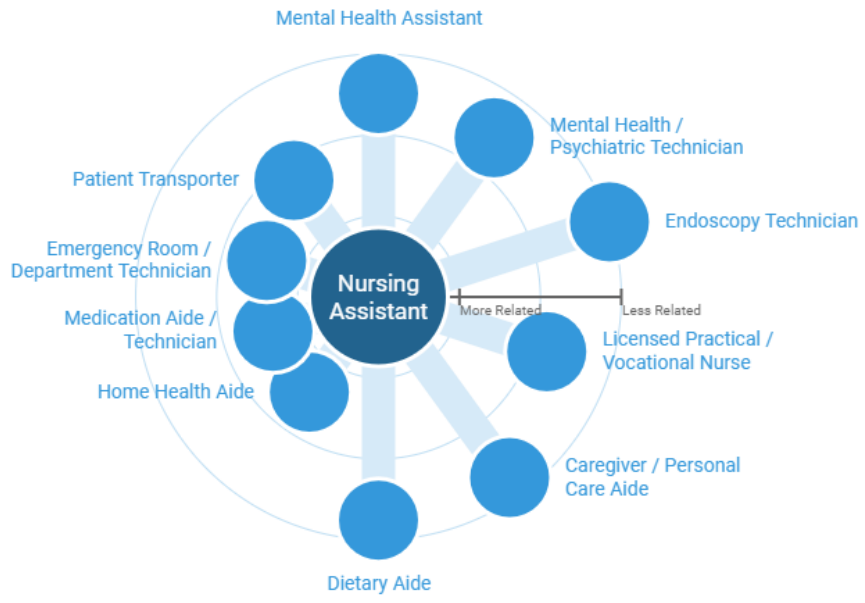 Mental Health Assistant
Mental Health /
Psychiatric Technician
Endoscopy Technician
Licensed Practical /
Vocational Nurse
Caregiver / Personal
Care Aide
Dietary Aide
Home Health Aide
Medication Aide /
Technician
Emergency Room /
Department Technician
Patient Transporter
Nursing
Assistant
More Related
Less Related